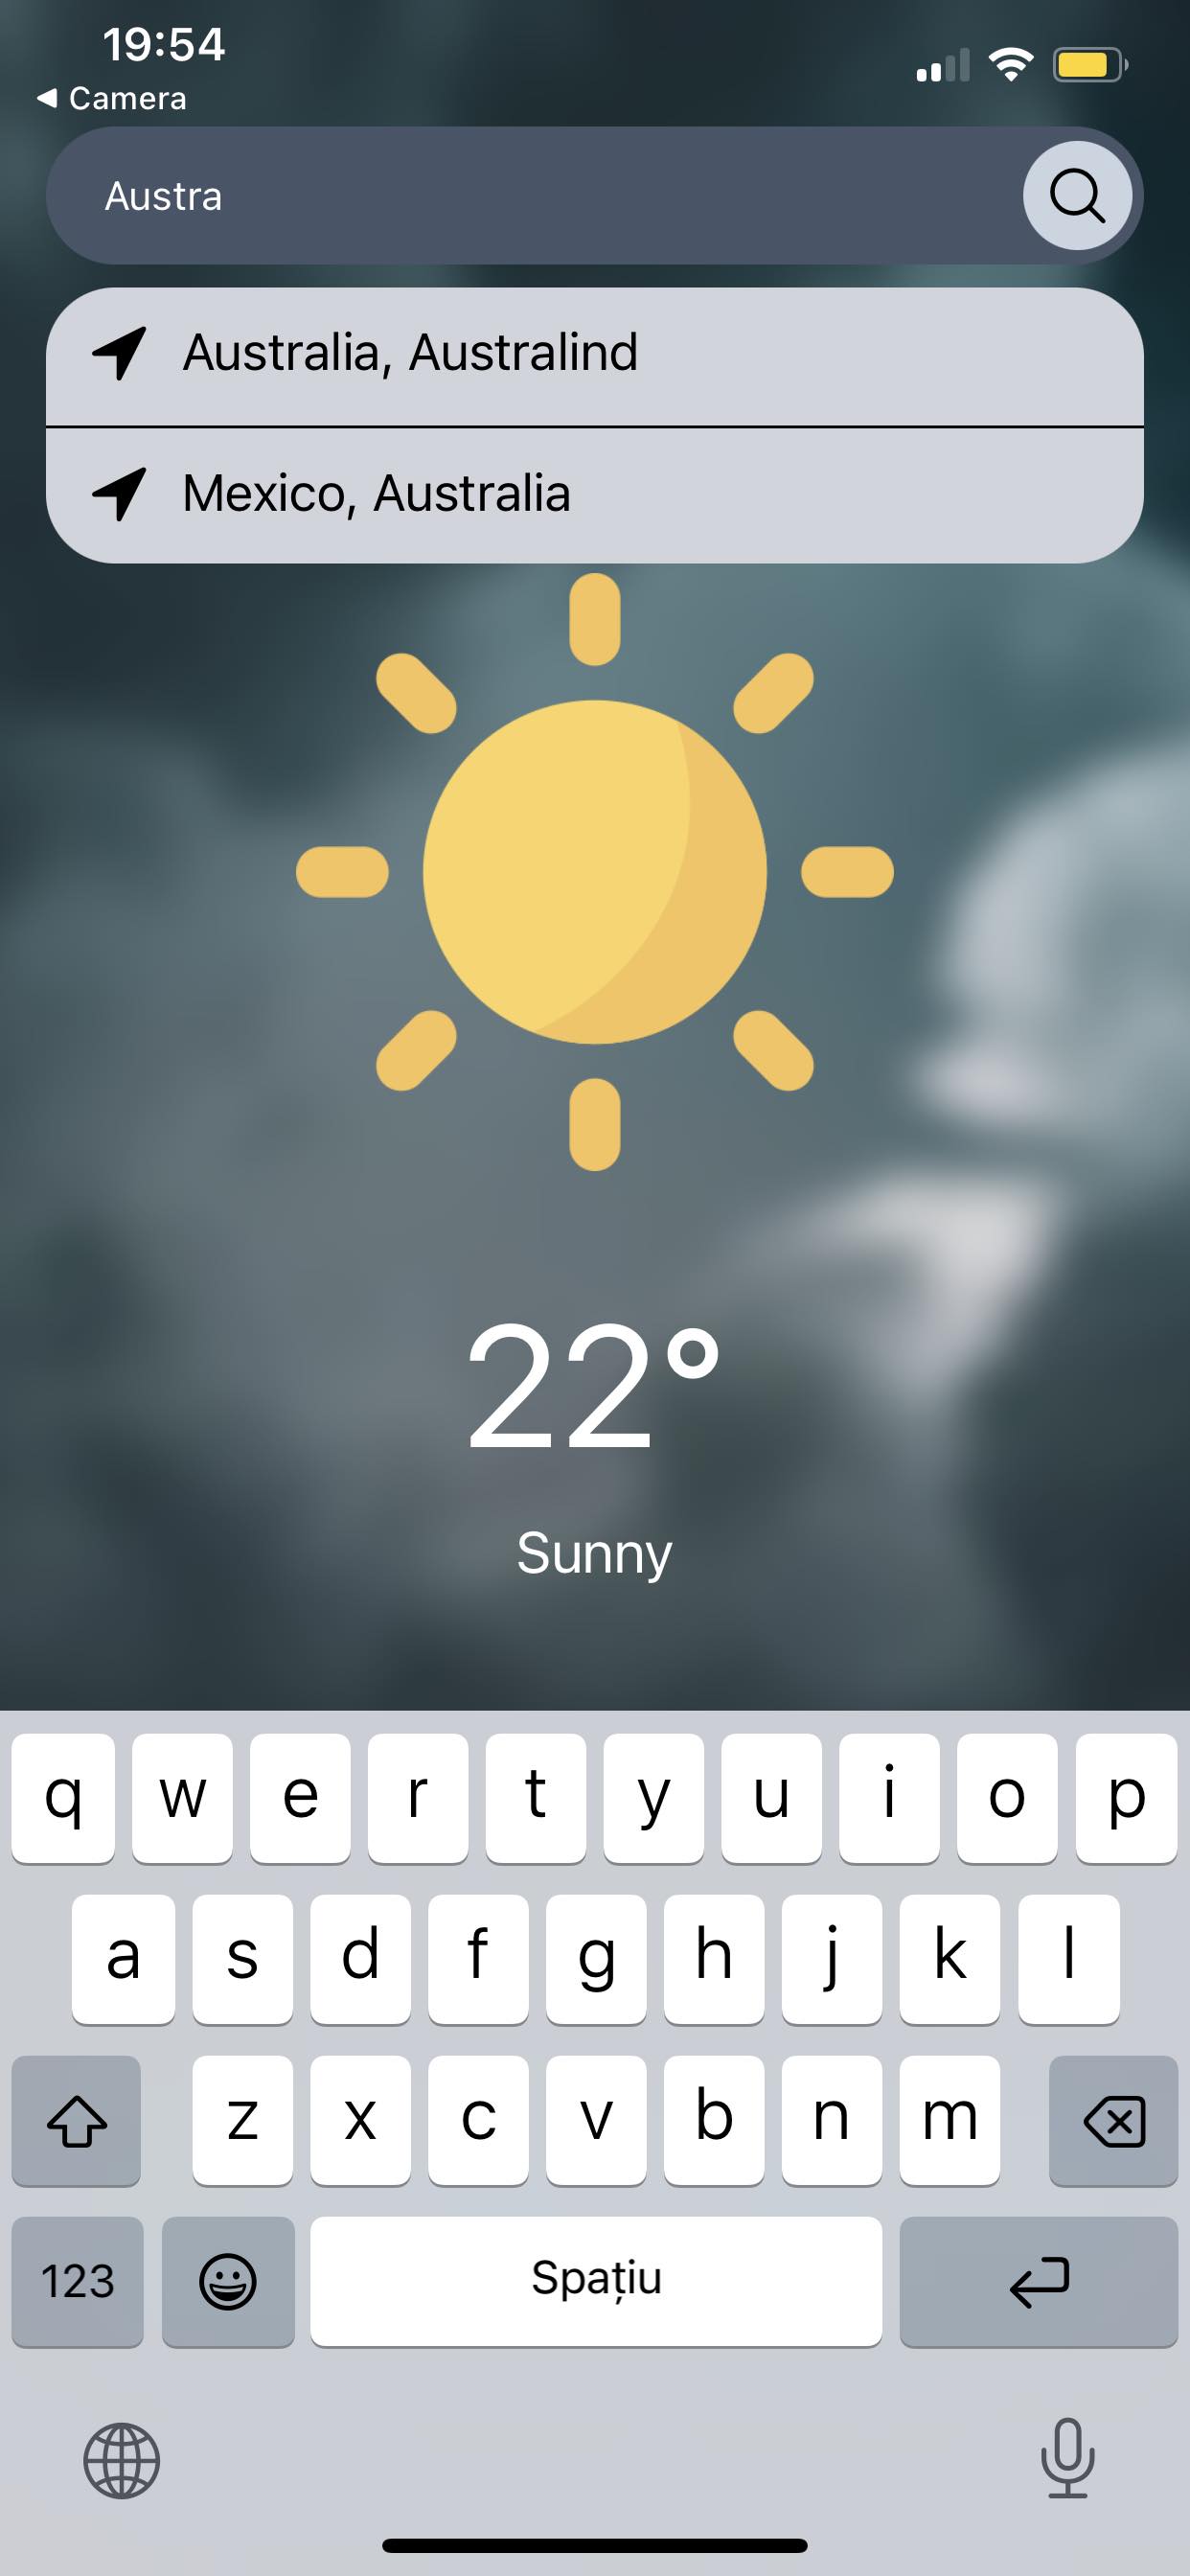 19:54
Camera
Austra
Australia, Australind
Mexico, Australia
22°
Sunny
q w e r t y u i o p
a s d f g h j k l
z x c v b n m
123 Spațiu